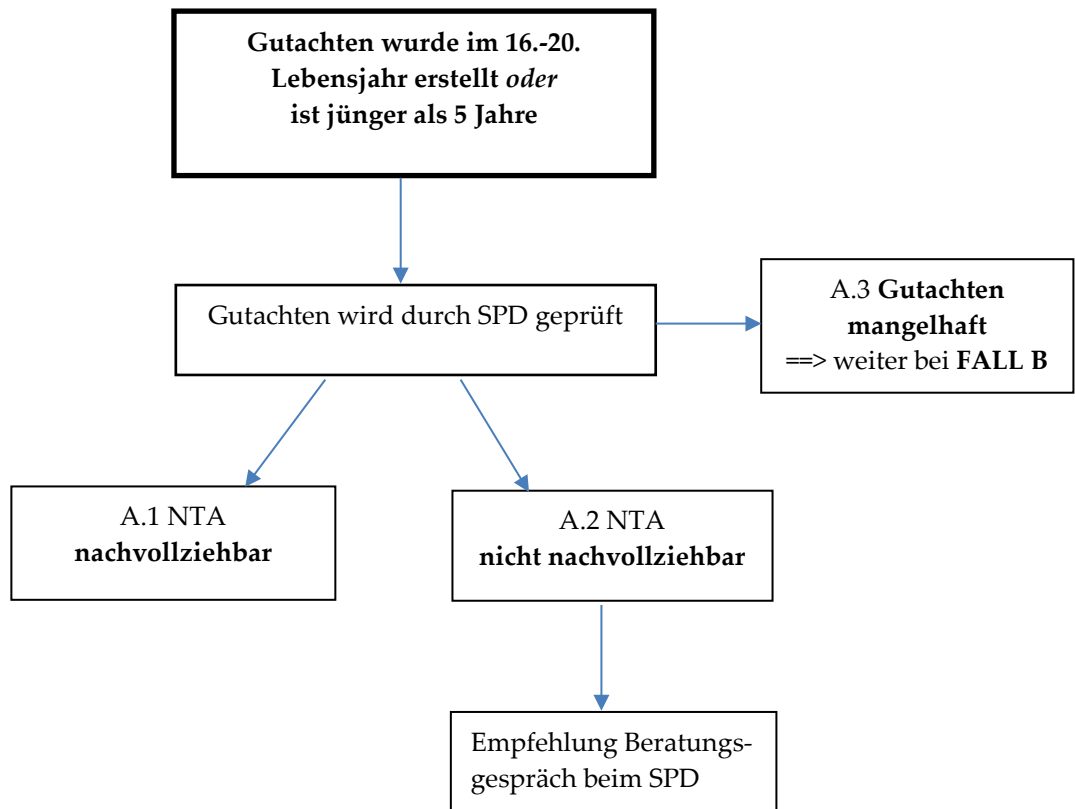 Gutachten wurde im 16.-20.
Lebensjahr erstellt oder
ist jünger als 5 Jahre
Gutachten wird durch SPD geprüft
A.3 Gutachten
mangelhaft
==> weiter bei FALL B
A.1 NTA
nachvollziehbar
A.2 NTA
nicht nachvollziehbar
Empfehlung Beratungs-
gespräch beim SPD